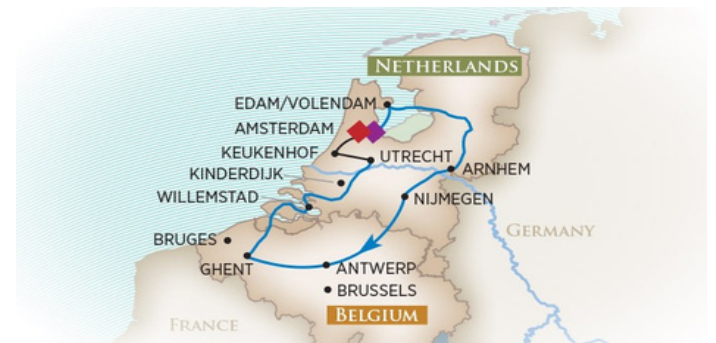 NETHERLANDS
EDAM/VOLENDAM
AMSTERDAM
KEUKENHOF
UTRECHT
KINDERDIJK
ARNHEM
WILLEMSTAD
NIJMEGEN
GERMANY
BRUGES
GHENT
ANTWERP
BRUSSELS
BELGIUM
FRANCE